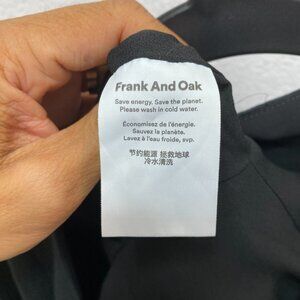 Frank And Oak
Save energy. Save the planet.
Please wash in cold water.
Économisez de l'énergie.
Sauvez la planète.
Lavez à l'eau froide, svp.
节约能源 拯救地球
冷水清洗